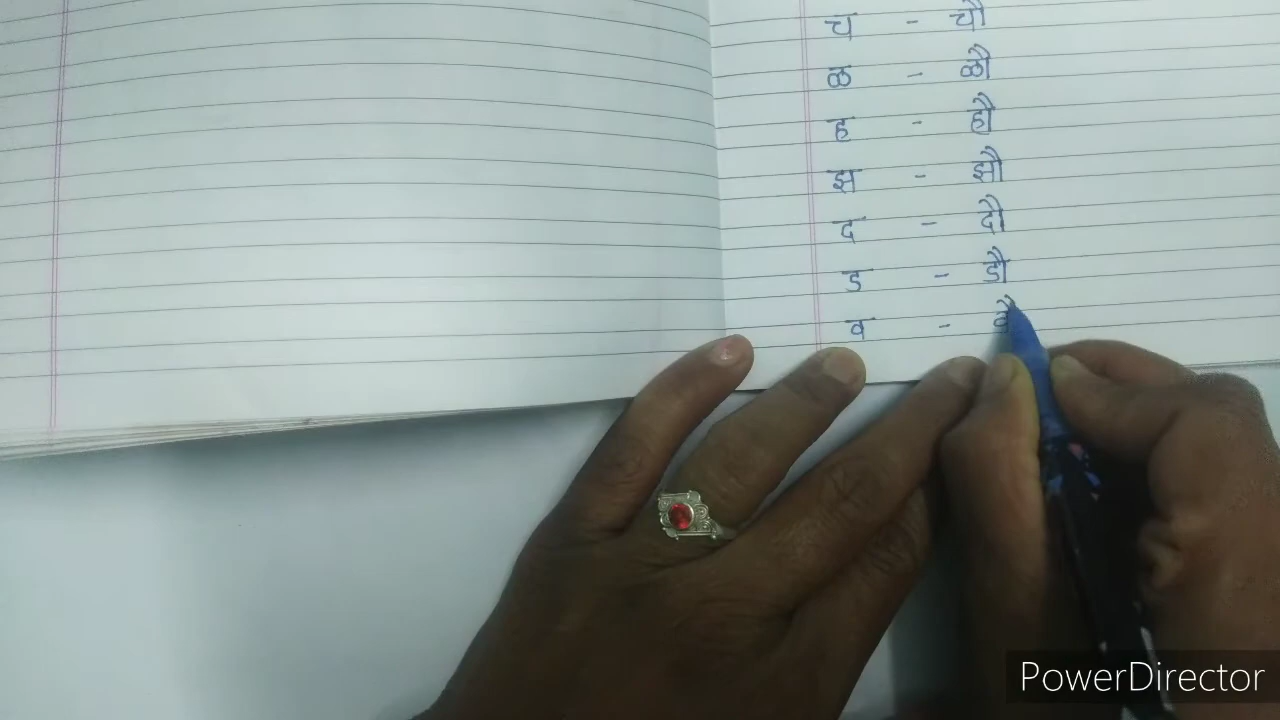 च - चौ
ळ - ळौ
ह - हौ
झ - झौ
द - दौ
ड - डौ
व -
PowerDirector